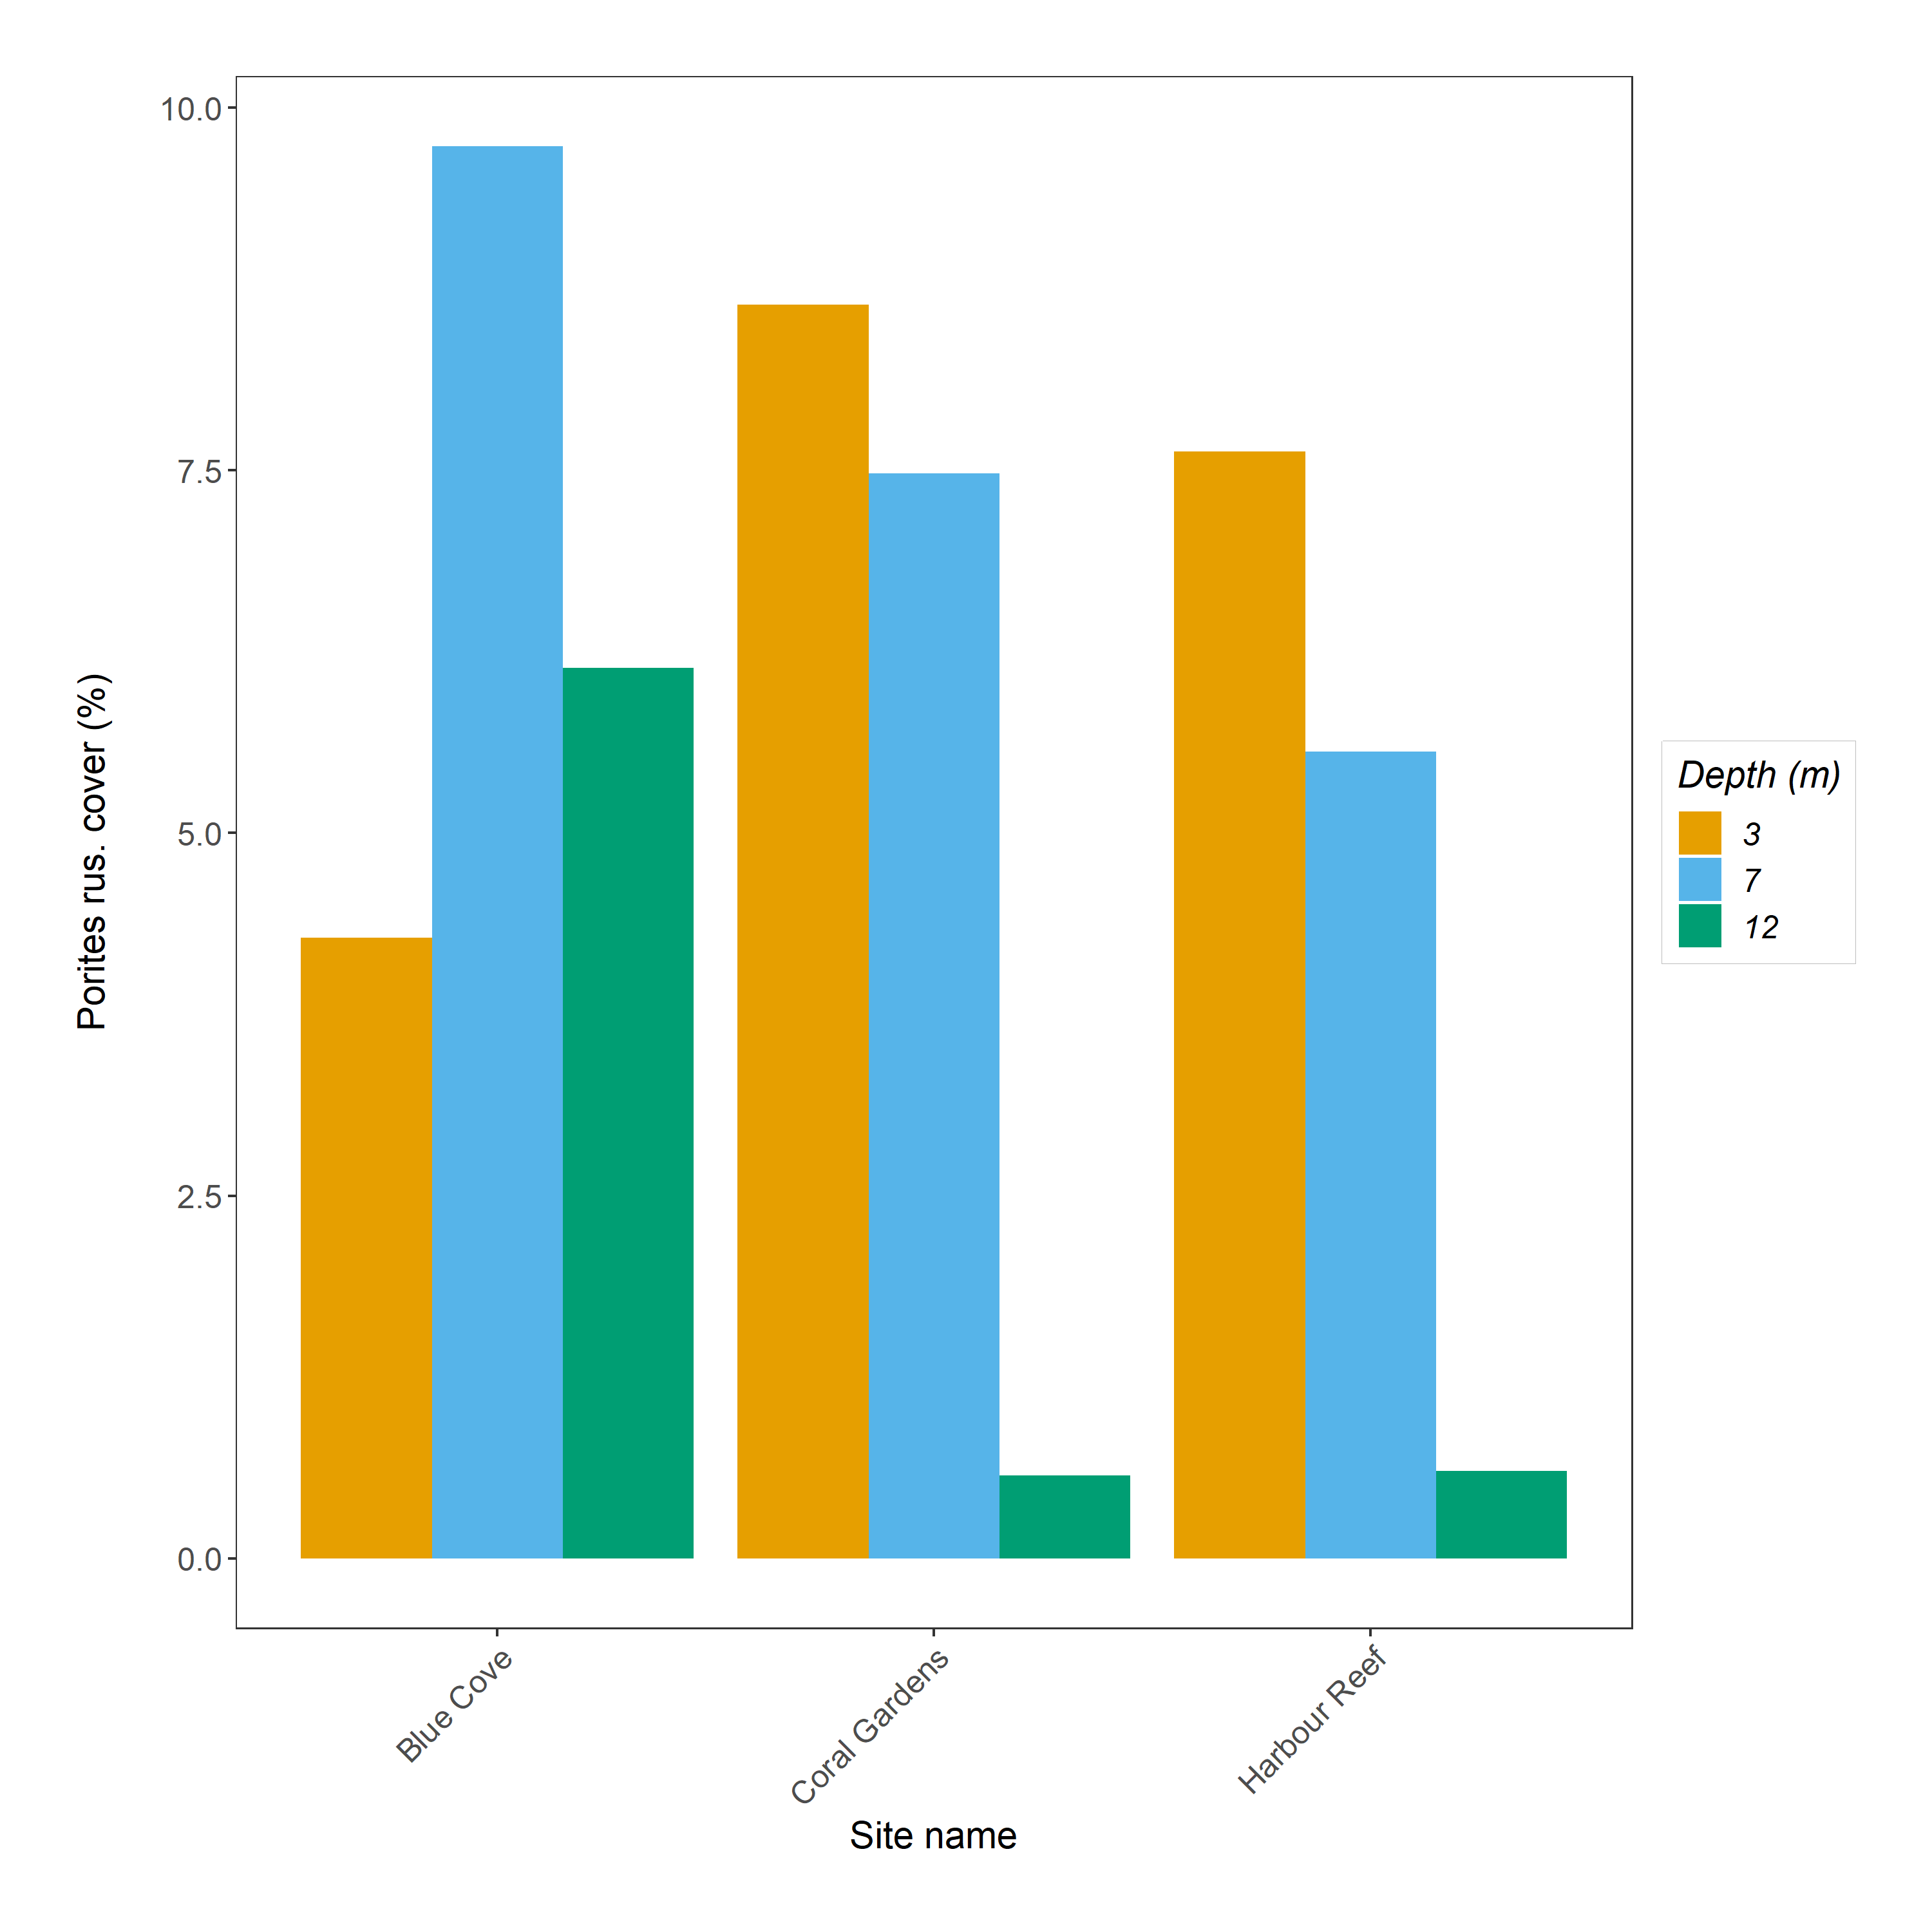 Porites rus. cover (%)
10.0
7.5
5.0
2.5
0.0
Blue Cove
Coral Gardens
Harbour Reef
Site name
Depth (m)
3
7
12